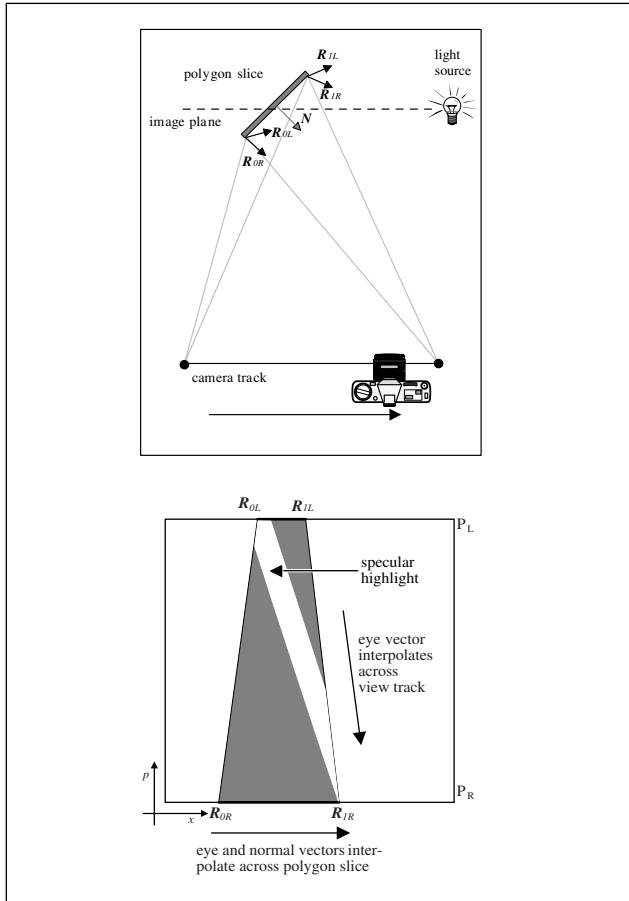 R1L
light
source
polygon slice
R1R
image plane
R0L
N
R0R
camera track
R0L
R1L
PL
specular
highlight
eye vector
interpolates
across
view track
p
PR
x
R0R
R1R
eye and normal vectors inter-
polate across polygon slice